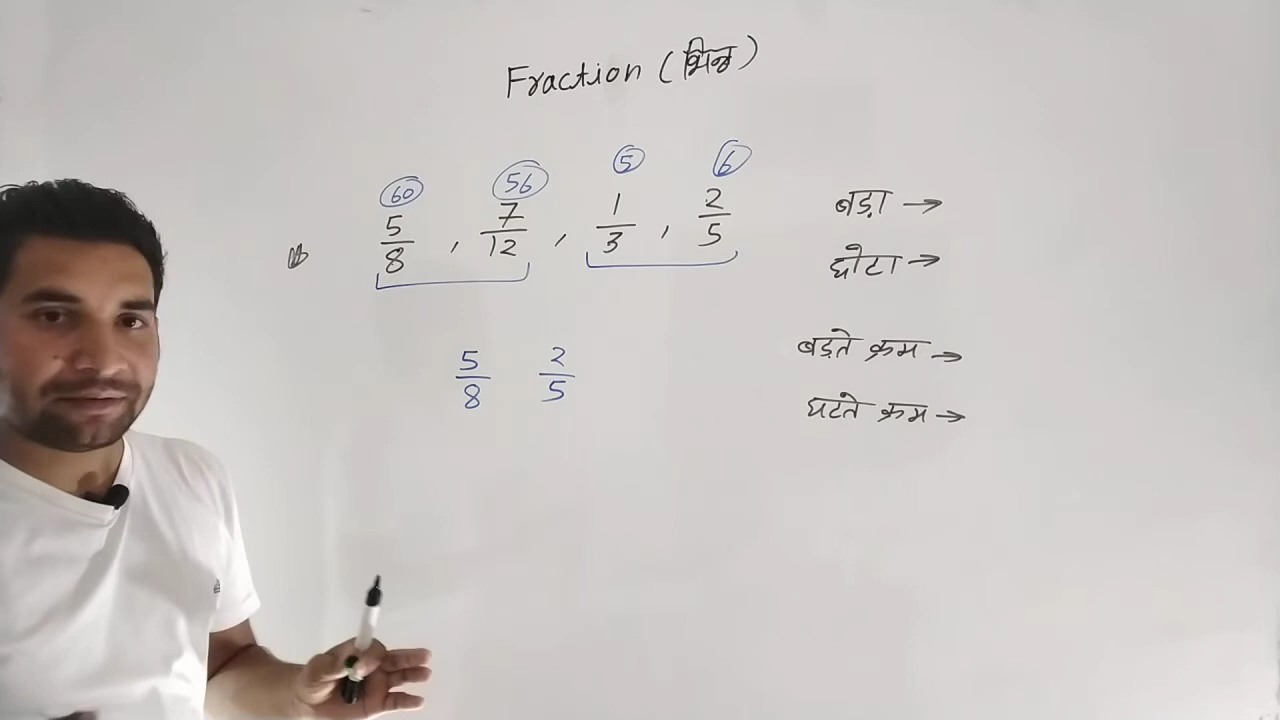 Fraction (भिन्न)
60 56 5 6
5/8 , 7/12 , 1/3 , 2/5
5/8 2/5
बड़ा →
छोटा →
बड़ते क्रम →
घटते क्रम →